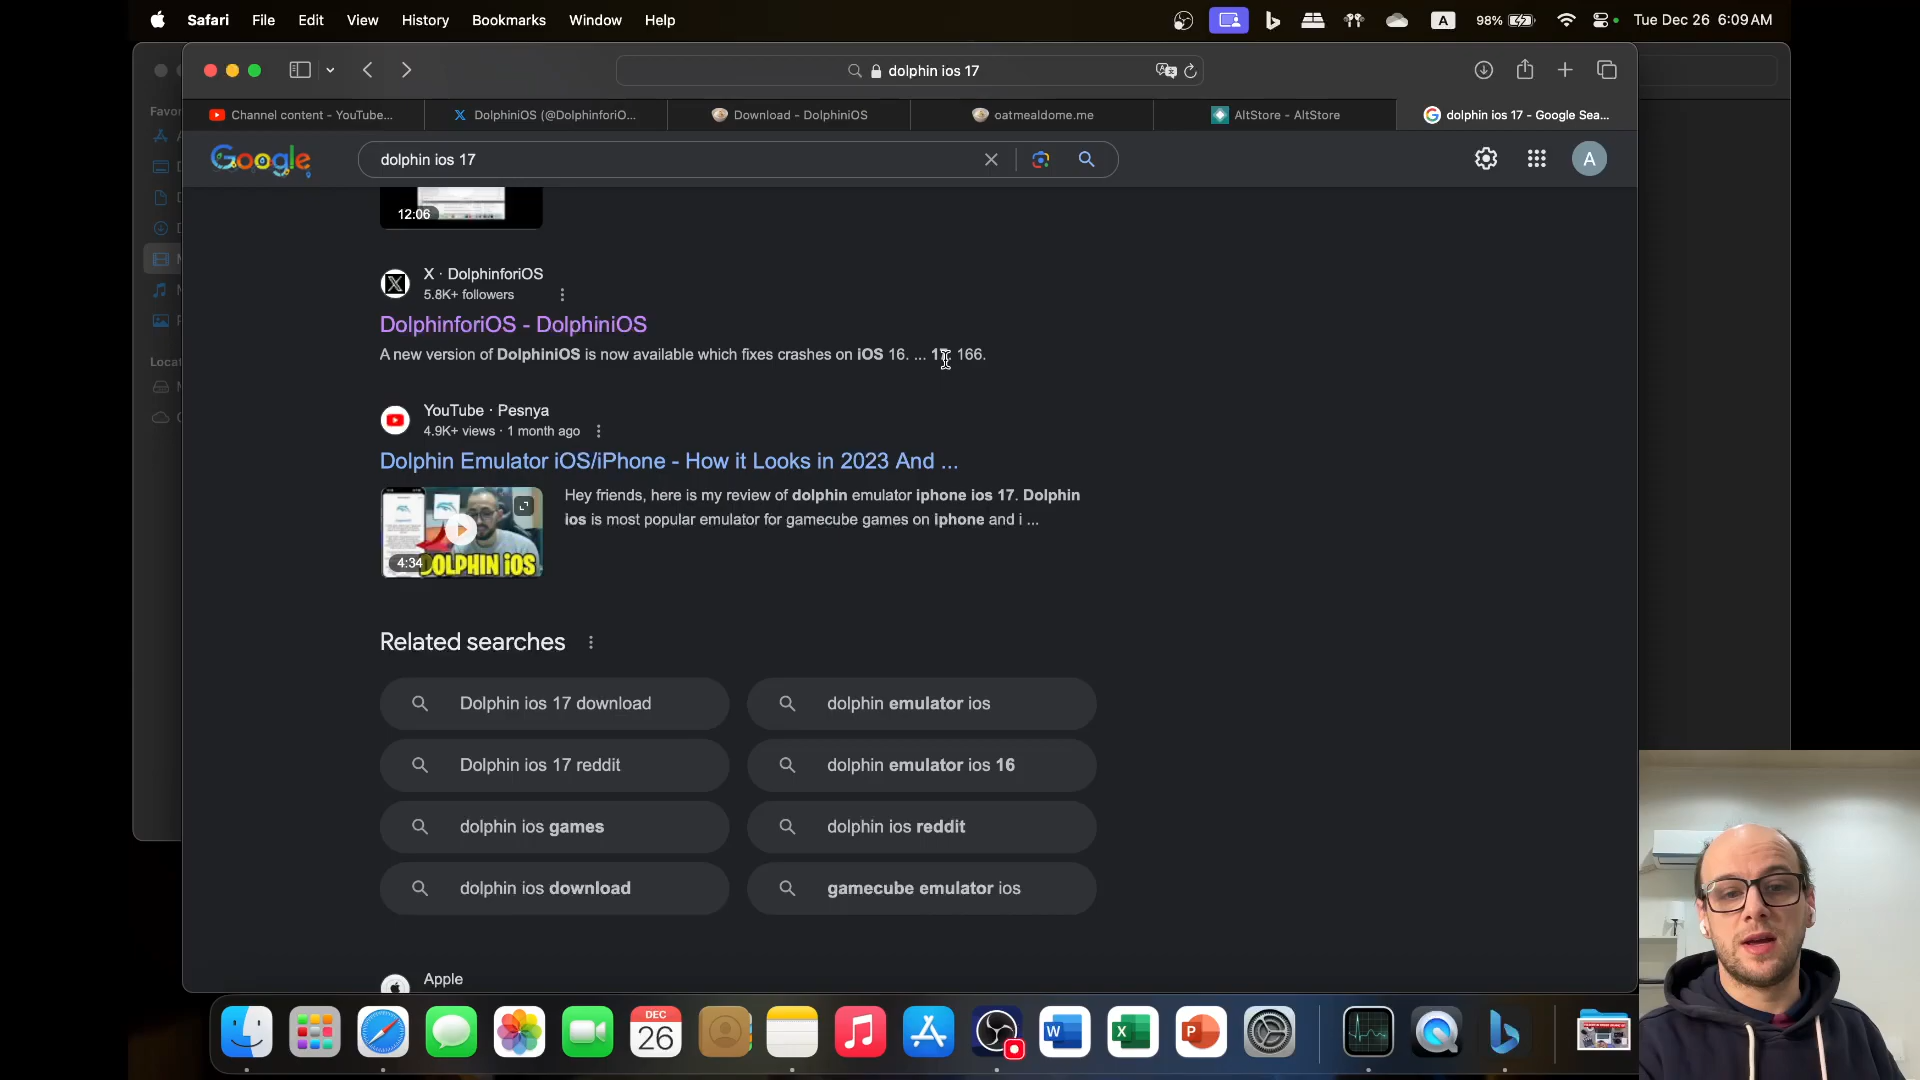 Safari File Edit View History Bookmarks Window Help
A 98% Tue Dec 26 6:09 AM
dolphin ios 17
Channel content - YouTube...
DolphiniOS (@DolphinforiO...
Download - DolphiniOS
oatmealdome.me
AltStore - AltStore
dolphin ios 17 - Google Sea...
Google
dolphin ios 17
A
Favor
12:06
X · DolphinforiOS
5.8K+ followers
DolphinforiOS - DolphiniOS
A new version of DolphiniOS is now available which fixes crashes on iOS 16. ... 17. 166.
Locat
YouTube · Pesnya
4.9K+ views · 1 month ago
Dolphin Emulator iOS/iPhone - How it Looks in 2023 And ...
Hey friends, here is my review of dolphin emulator iphone ios 17. Dolphin
ios is most popular emulator for gamecube games on iphone and i ...
4:34
DOLPHIN iOS
Related searches
Dolphin ios 17 download
dolphin emulator ios
Dolphin ios 17 reddit
dolphin emulator ios 16
dolphin ios games
dolphin ios reddit
dolphin ios download
gamecube emulator ios
Apple
DEC
26
W
X
P